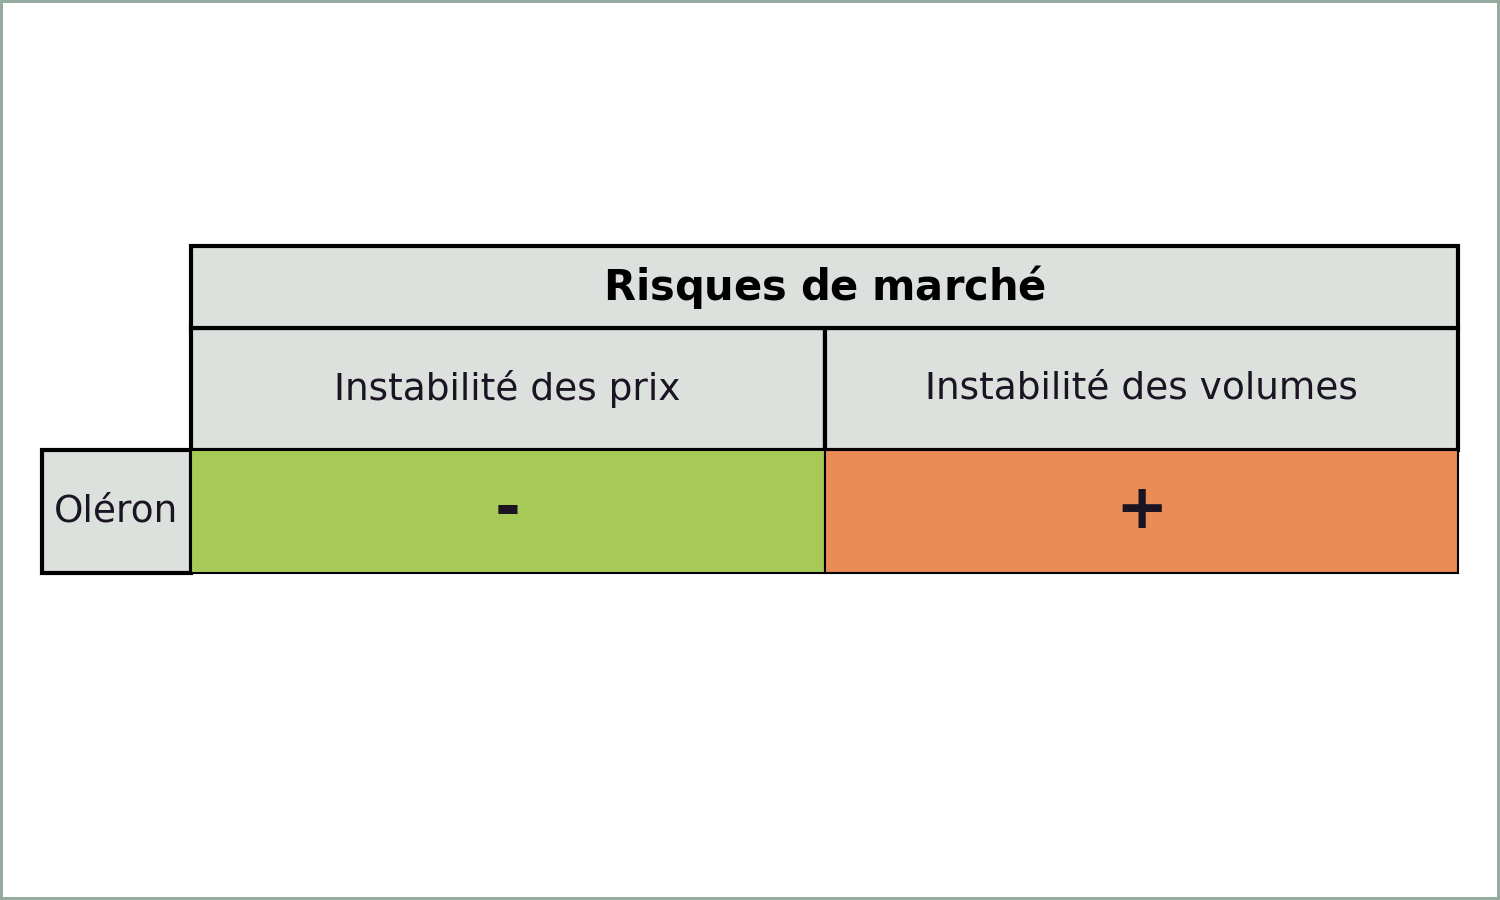 Risques de marché
Instabilité des prix
Instabilité des volumes
Oléron
-
+